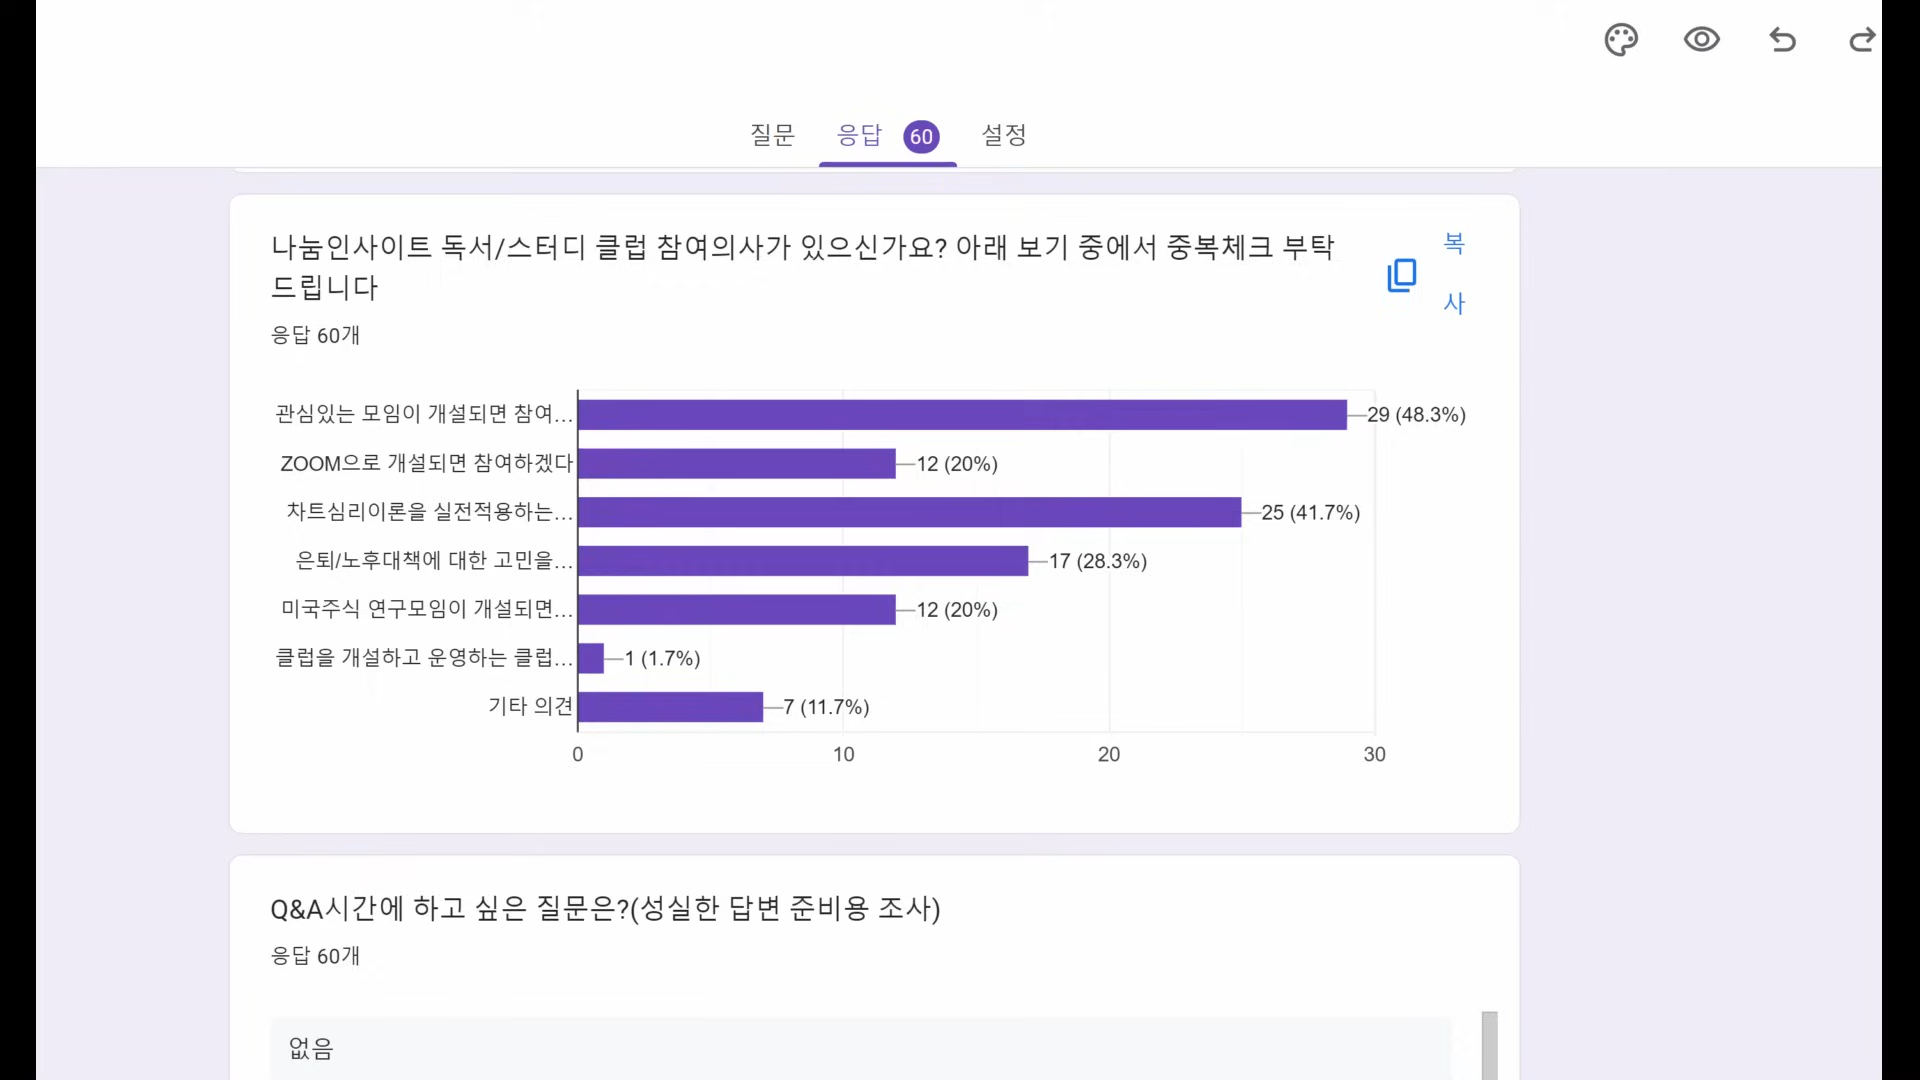 질문 응답 60 설정
나눔인사이트 독서/스터디 클럽 참여의사가 있으신가요? 아래 보기 중에서 중복체크 부탁
드립니다
복
사
응답 60개
관심있는 모임이 개설되면 참여... 29 (48.3%)
ZOOM으로 개설되면 참여하겠다 12 (20%)
차트심리이론을 실전적용하는... 25 (41.7%)
은퇴/노후대책에 대한 고민을... 17 (28.3%)
미국주식 연구모임이 개설되면... 12 (20%)
클럽을 개설하고 운영하는 클럽... 1 (1.7%)
기타 의견 7 (11.7%)
0 10 20 30
Q&A시간에 하고 싶은 질문은?(성실한 답변 준비용 조사)
응답 60개
없음